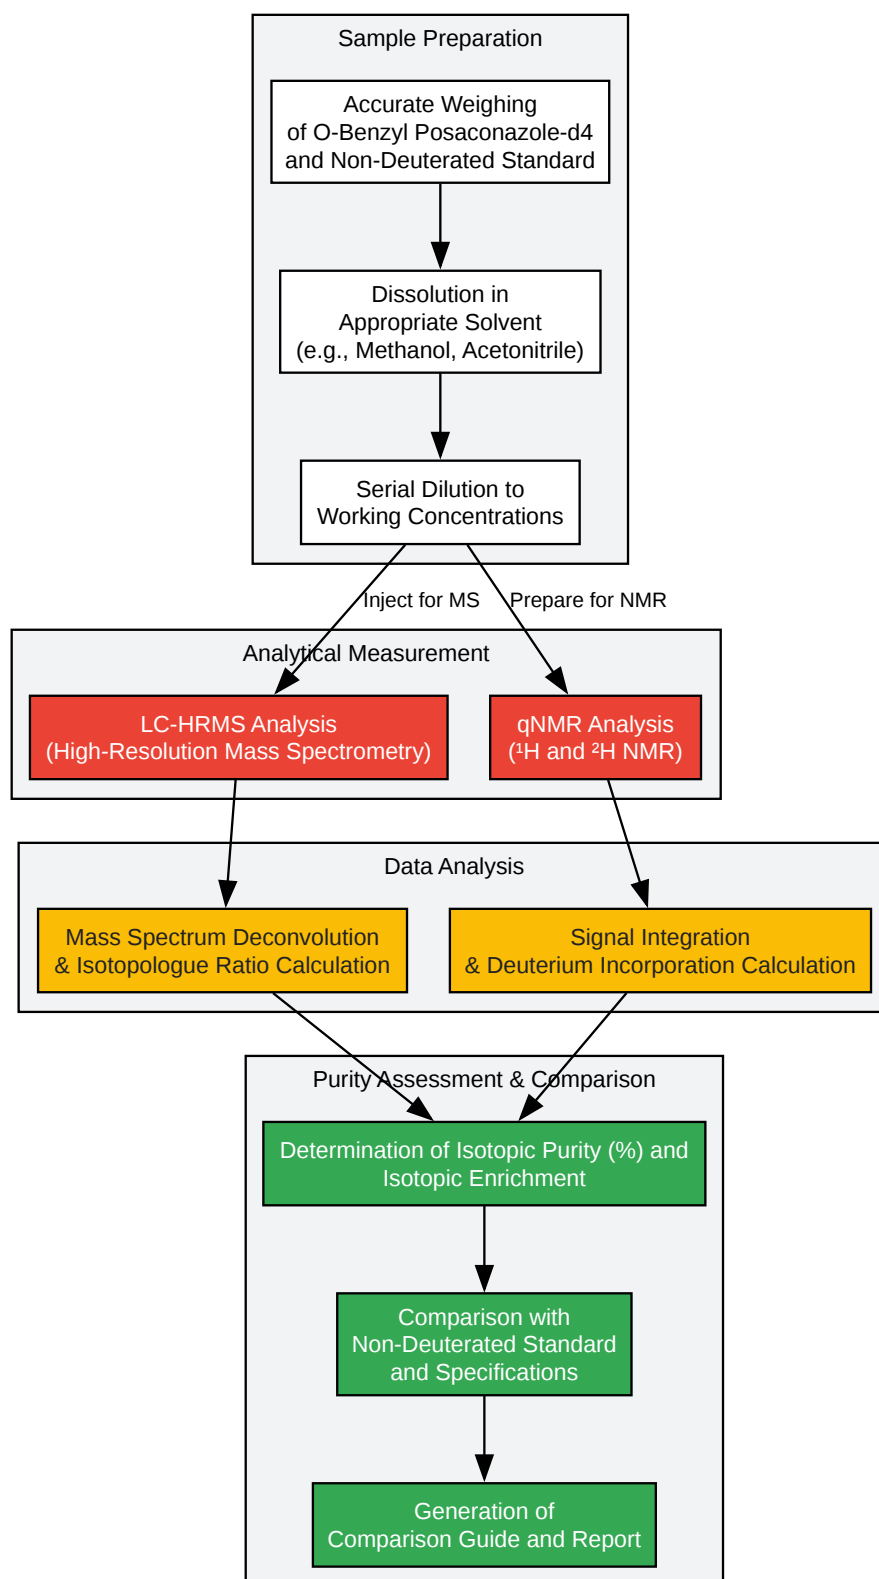 Sample Preparation
Accurate Weighing
of O-Benzyl Posaconazole-d4
and Non-Deuterated Standard
Dissolution in
Appropriate Solvent
(e.g., Methanol, Acetonitrile)
Serial Dilution to
Working Concentrations
Inject for MS
Prepare for NMR
Analytical Measurement
LC-HRMS Analysis
(High-Resolution Mass Spectrometry)
qNMR Analysis
(¹H and ²H NMR)
Data Analysis
Mass Spectrum Deconvolution
& Isotopologue Ratio Calculation
Signal Integration
& Deuterium Incorporation Calculation
Purity Assessment & Comparison
Determination of Isotopic Purity (%) and
Isotopic Enrichment
Comparison with
Non-Deuterated Standard
and Specifications
Generation of
Comparison Guide and Report